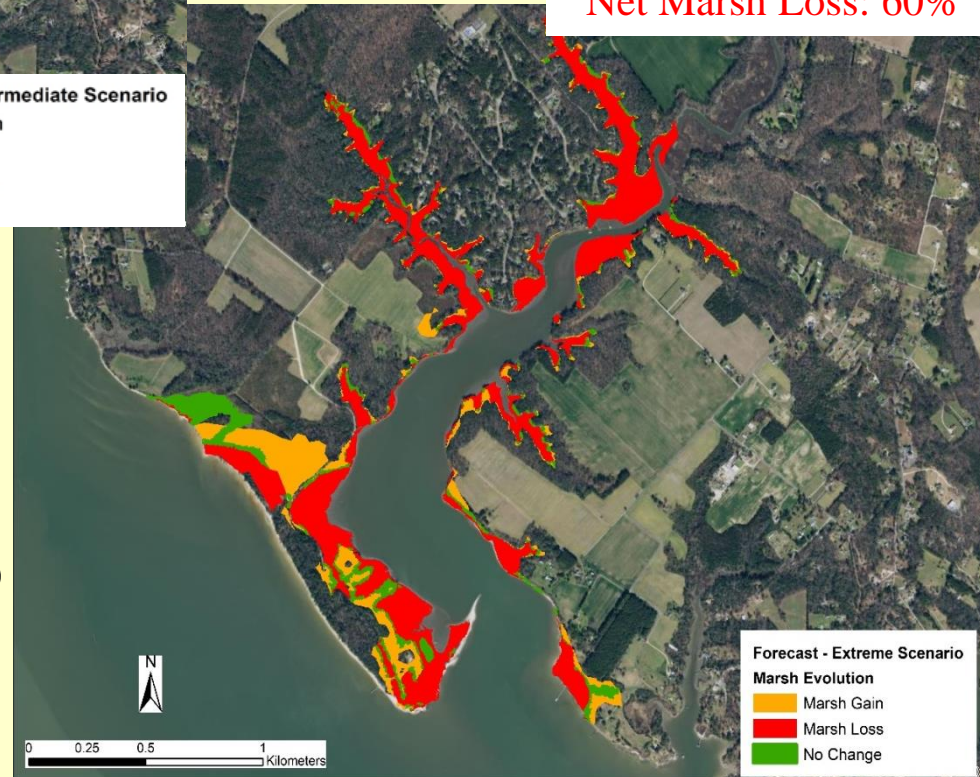 Net Marsh Loss: 60%
Scenario
N
0 0.25 0.5 1
Kilometers
Forecast - Extreme Scenario
Marsh Evolution
Marsh Gain
Marsh Loss
No Change